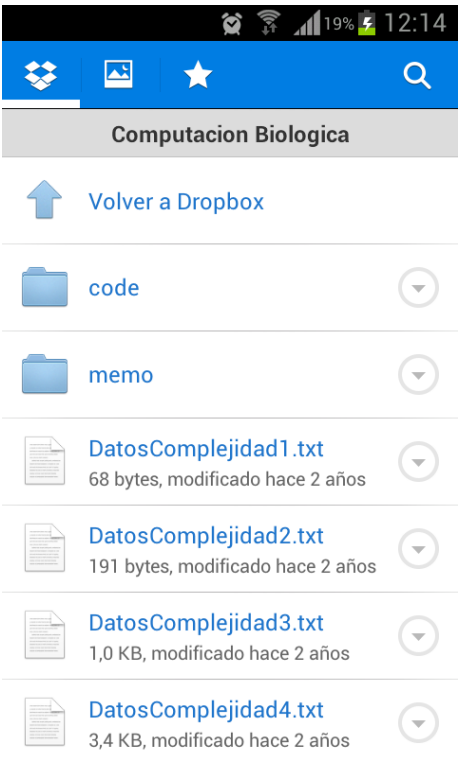 19% 12:14
Computacion Biologica
Volver a Dropbox
code
memo
DatosComplejidad1.txt
68 bytes, modificado hace 2 años
DatosComplejidad2.txt
191 bytes, modificado hace 2 años
DatosComplejidad3.txt
1,0 KB, modificado hace 2 años
DatosComplejidad4.txt
3,4 KB, modificado hace 2 años